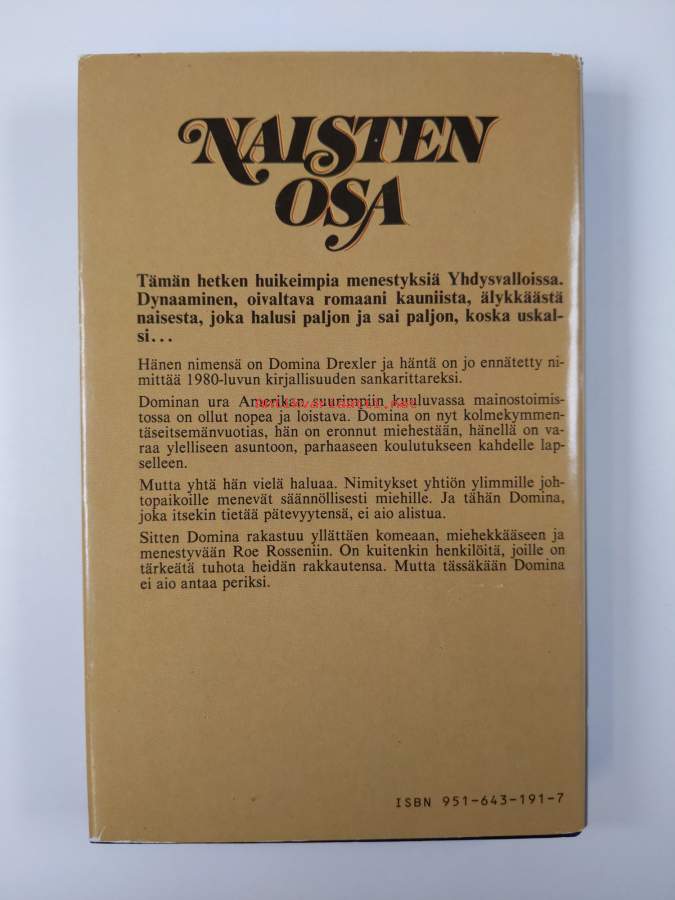 NAISTEN
OSA
Tämän hetken huikeimpia menestyksiä Yhdysvalloissa.
Dynaaminen, oivaltava romaani kauniista, älykkäästä
naisesta, joka halusi paljon ja sai paljon, koska uskal-
si...
Hänen nimensä on Domina Drexler ja häntä on jo ennätetty ni-
mittää 1980-luvun kirjallisuuden sankarittareksi.
Dominan ura Amerikan suurimpiin kuuluvassa mainostoimis-
tossa on ollut nopea ja loistava. Domina on nyt kolmekymmen-
täseitsemänvuotias, hän on eronnut miehestään, hänellä on va-
raa ylelliseen asuntoon, parhaaseen koulutukseen kahdelle lap-
selleen.
Mutta yhtä hän vielä haluaa. Nimitykset yhtiön ylimmille joh-
topaikoille menevät säännöllisesti miehille. Ja tähän Domina,
joka itsekin tietää pätevyytensä, ei aio alistua.
Sitten Domina rakastuu yllättäen komeaan, miehekkääseen ja
menestyvään Roe Rosseniin. On kuitenkin henkilöitä, joille on
tärkeätä tuhota heidän rakkautensa. Mutta tässäkään Domina
ei aio antaa periksi.
ISBN 951-643-191-7